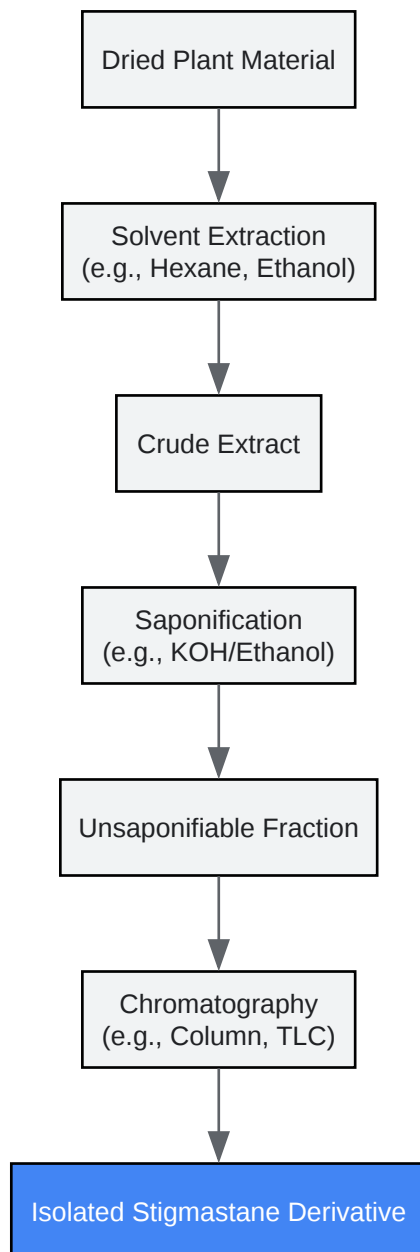 Dried Plant Material
Solvent Extraction
(e.g., Hexane, Ethanol)
Crude Extract
Saponification
(e.g., KOH/Ethanol)
Unsaponifiable Fraction
Chromatography
(e.g., Column, TLC)
Isolated Stigmastane Derivative